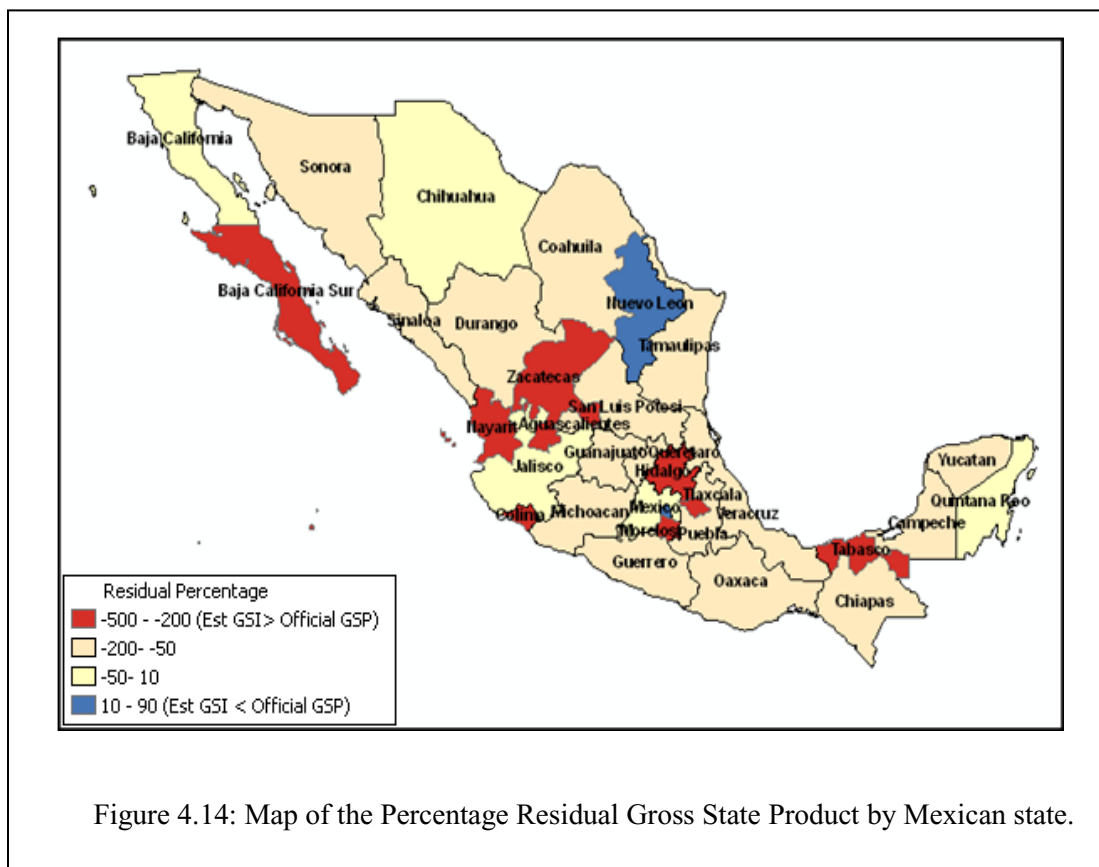 Baja California
Sonora
Chihuahua
Coahuila
Baja California Sur
Nuevo Leon
Sinaloa
Durango
Tamaulipas
Zacatecas
San Luis Potosi
Nayarit
Aguascalientes
Guanajuato
Queretaro
Jalisco
Hidalgo
Yucatan
Tlaxcala
Quintana Roo
Colima
Michoacan
Mexico
Veracruz
Campeche
Morelos
Puebla
Tabasco
Guerrero
Oaxaca
Chiapas
Residual Percentage
-500 - -200 (Est GSI> Official GSP)
-200- -50
-50- 10
10 - 90 (Est GSI < Official GSP)
Figure 4.14: Map of the Percentage Residual Gross State Product by Mexican state.